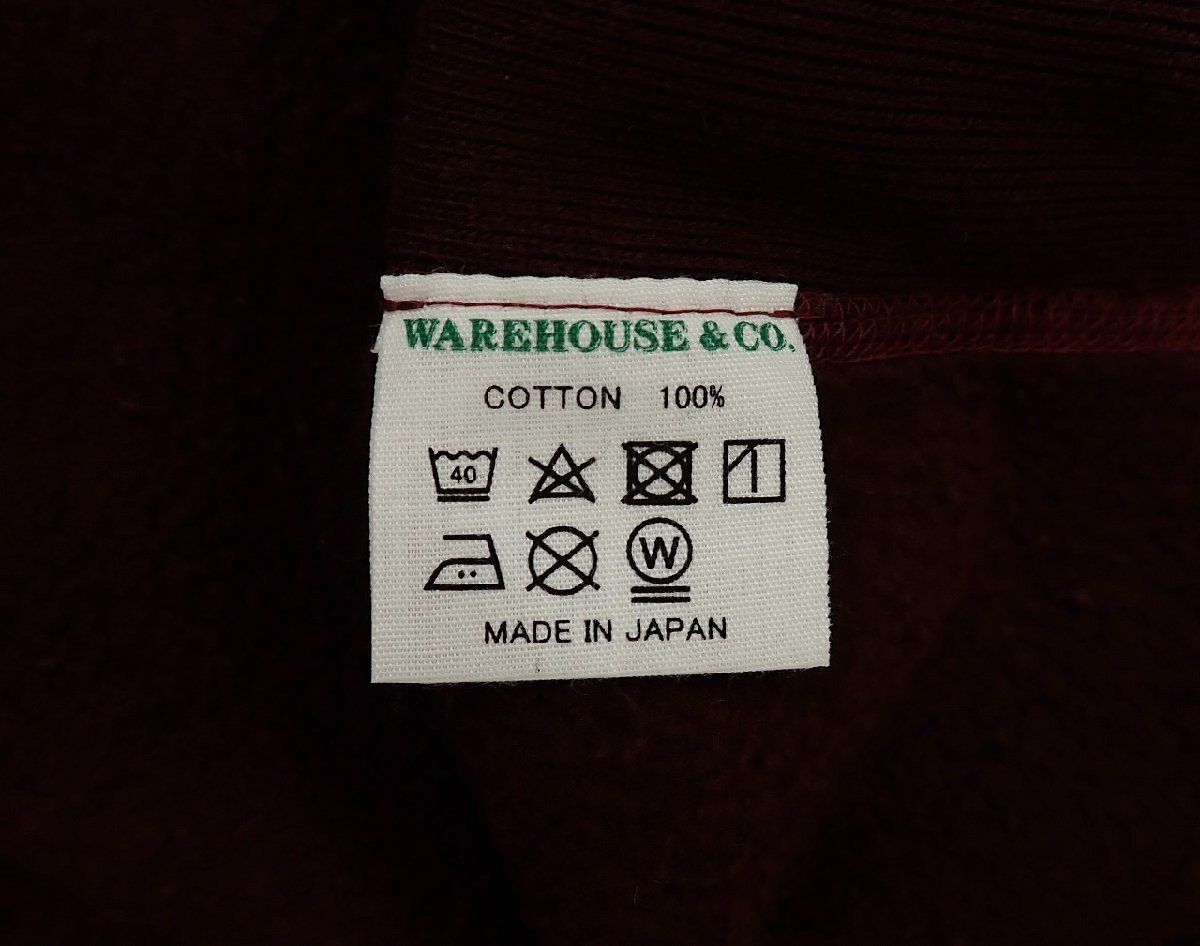 WAREHOUSE & CO.
COTTON 100%
40
W
MADE IN JAPAN